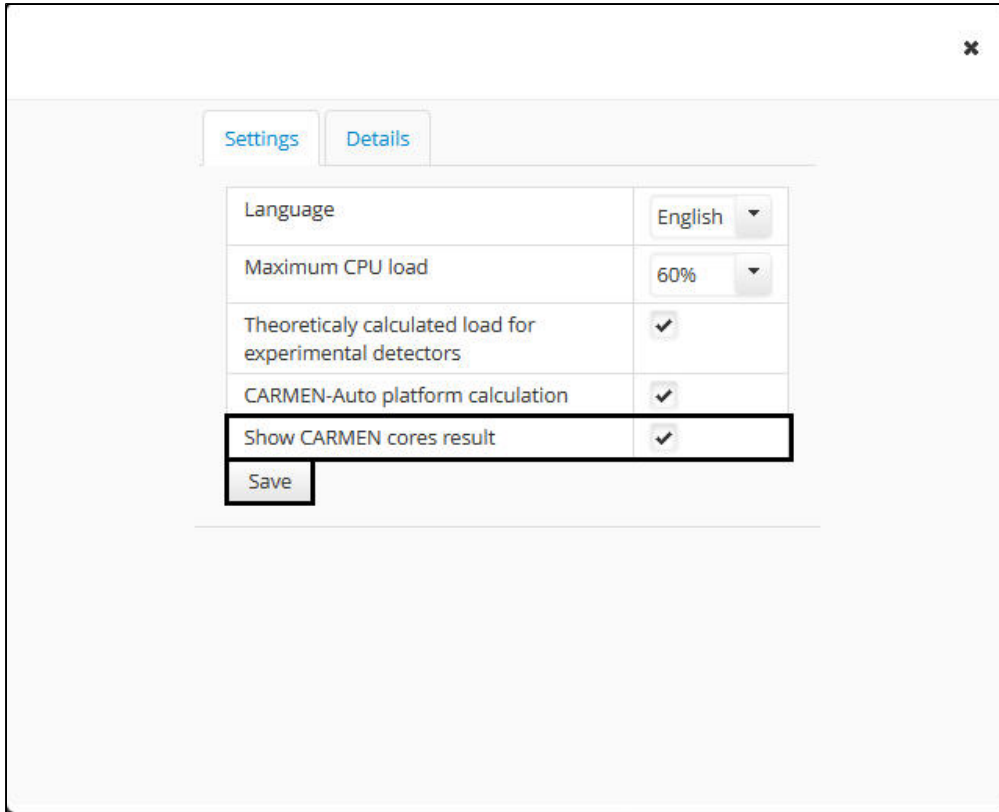 Settings
Details
Language
English
Maximum CPU load
60%
Theoreticaly calculated load for
experimental detectors
CARMEN-Auto platform calculation
Show CARMEN cores result
Save